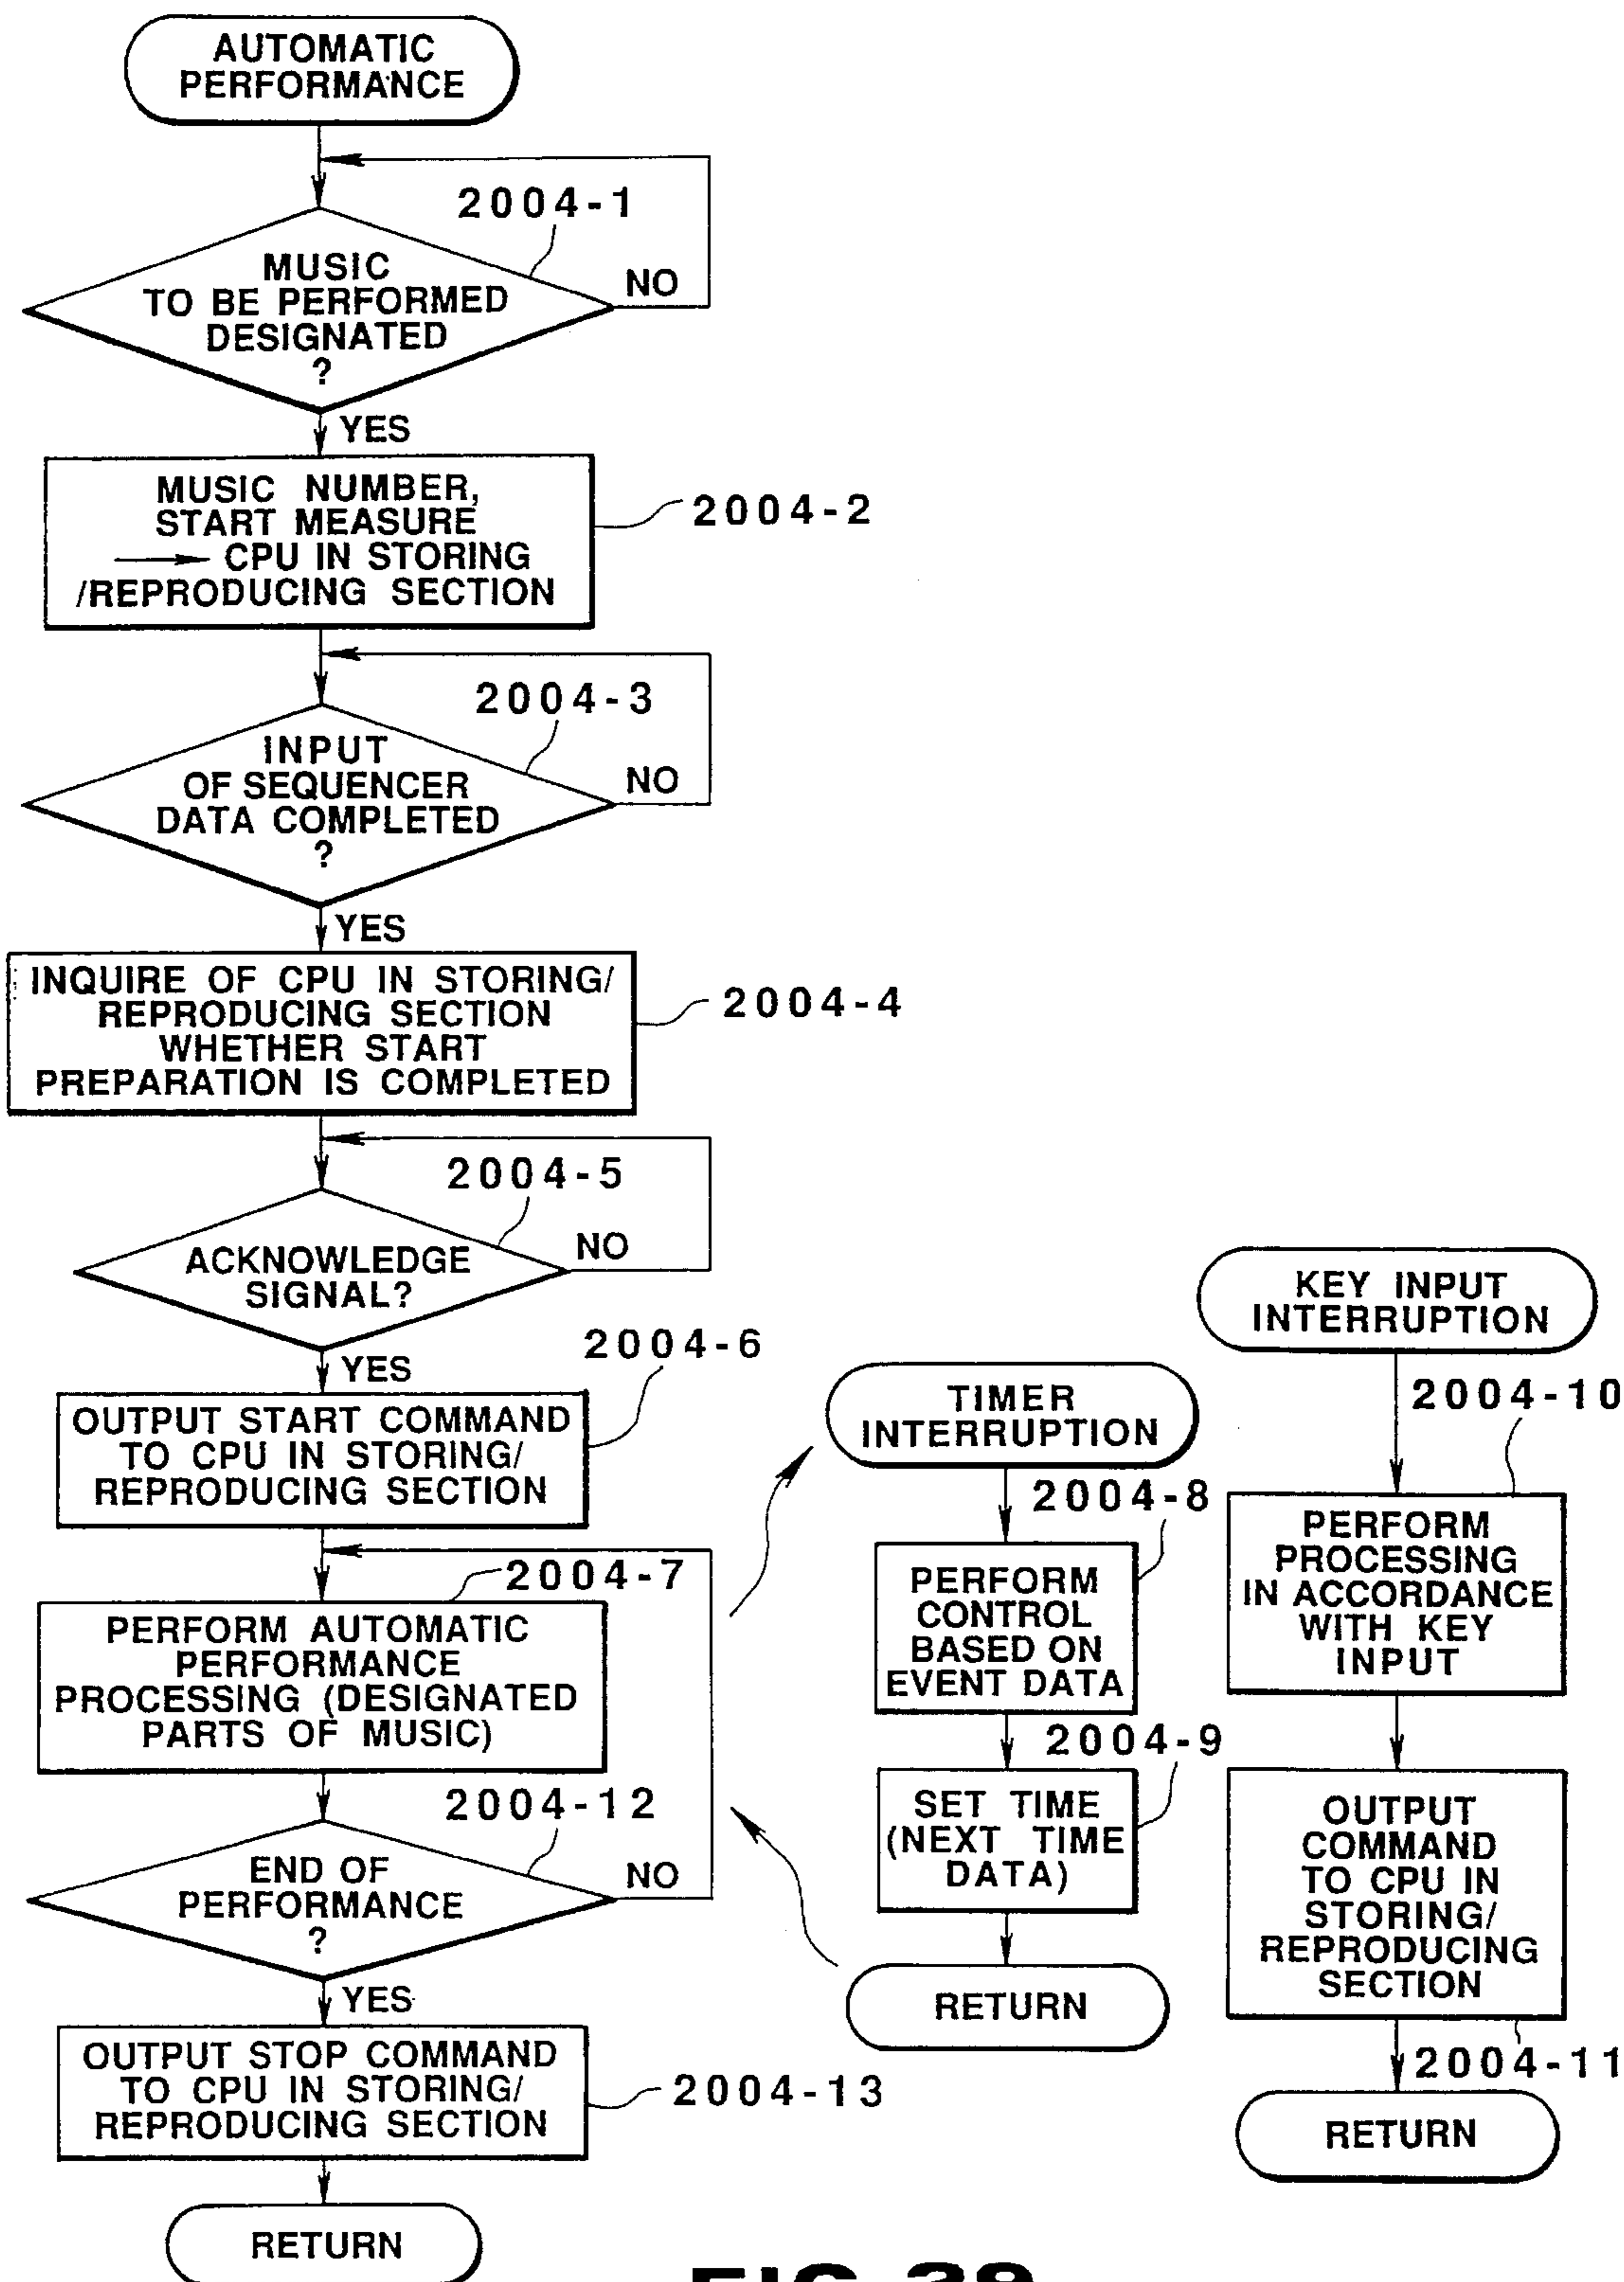 AUTOMATIC
PERFORMANCE
2004-1
MUSIC
TO BE PERFORMED
DESIGNATED
?
NO
YES
MUSIC NUMBER,
START MEASURE
→ CPU IN STORING
/REPRODUCING SECTION
2004-2
2004-3
INPUT
OF SEQUENCER
DATA COMPLETED
?
NO
YES
INQUIRE OF CPU IN STORING/
REPRODUCING SECTION
WHETHER START
PREPARATION IS COMPLETED
2004-4
2004-5
ACKNOWLEDGE
SIGNAL?
NO
YES
2004-6
OUTPUT START COMMAND
TO CPU IN STORING/
REPRODUCING SECTION
2004-7
PERFORM AUTOMATIC
PERFORMANCE
PROCESSING (DESIGNATED
PARTS OF MUSIC)
2004-12
END OF
PERFORMANCE
?
NO
YES
OUTPUT STOP COMMAND
TO CPU IN STORING/
REPRODUCING SECTION
2004-13
RETURN
TIMER
INTERRUPTION
2004-8
PERFORM
CONTROL
BASED ON
EVENT DATA
2004-9
SET TIME
(NEXT TIME
DATA)
RETURN
KEY INPUT
INTERRUPTION
2004-10
PERFORM
PROCESSING
IN ACCORDANCE
WITH KEY
INPUT
OUTPUT
COMMAND
TO CPU IN
STORING/
REPRODUCING
SECTION
2004-11
RETURN